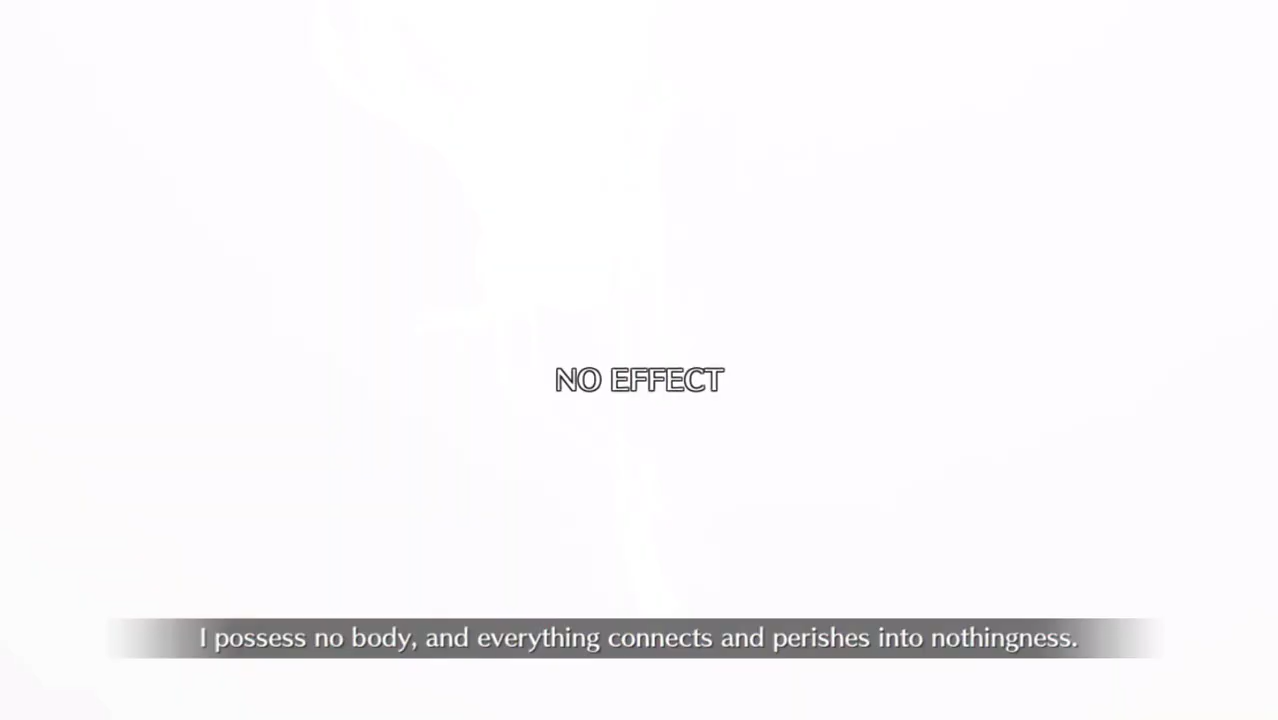 NO EFFECT
I possess no body, and everything connects and perishes into nothingness.